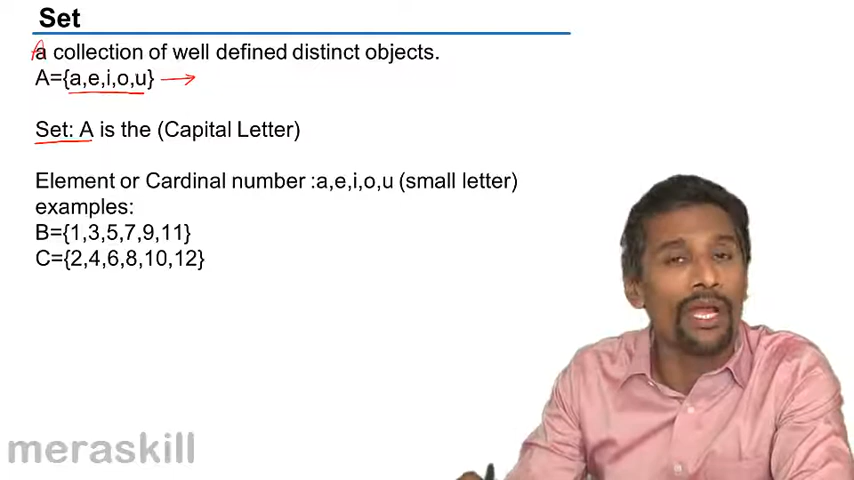 Set
a collection of well defined distinct objects.
A={a,e,i,o,u}
Set: A is the (Capital Letter)
Element or Cardinal number :a,e,i,o,u (small letter)
examples:
B={1,3,5,7,9,11}
C={2,4,6,8,10,12}
meraskill